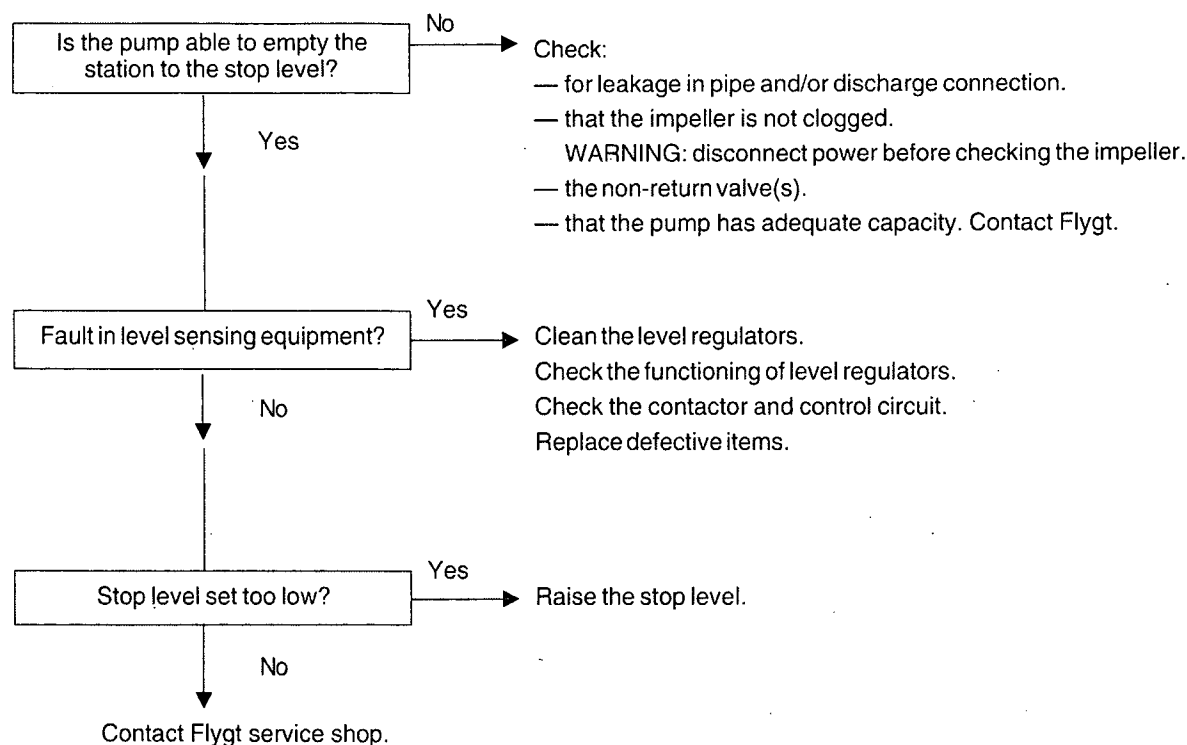 Is the pump able to empty the
station to the stop level?
No
Check:
— for leakage in pipe and/or discharge connection.
— that the impeller is not clogged.
WARNING: disconnect power before checking the impeller.
— the non-return valve(s).
— that the pump has adequate capacity. Contact Flygt.
Yes
Fault in level sensing equipment?
Yes
Clean the level regulators.
Check the functioning of level regulators.
Check the contactor and control circuit.
Replace defective items.
No
Stop level set too low?
Yes
Raise the stop level.
No
Contact Flygt service shop.